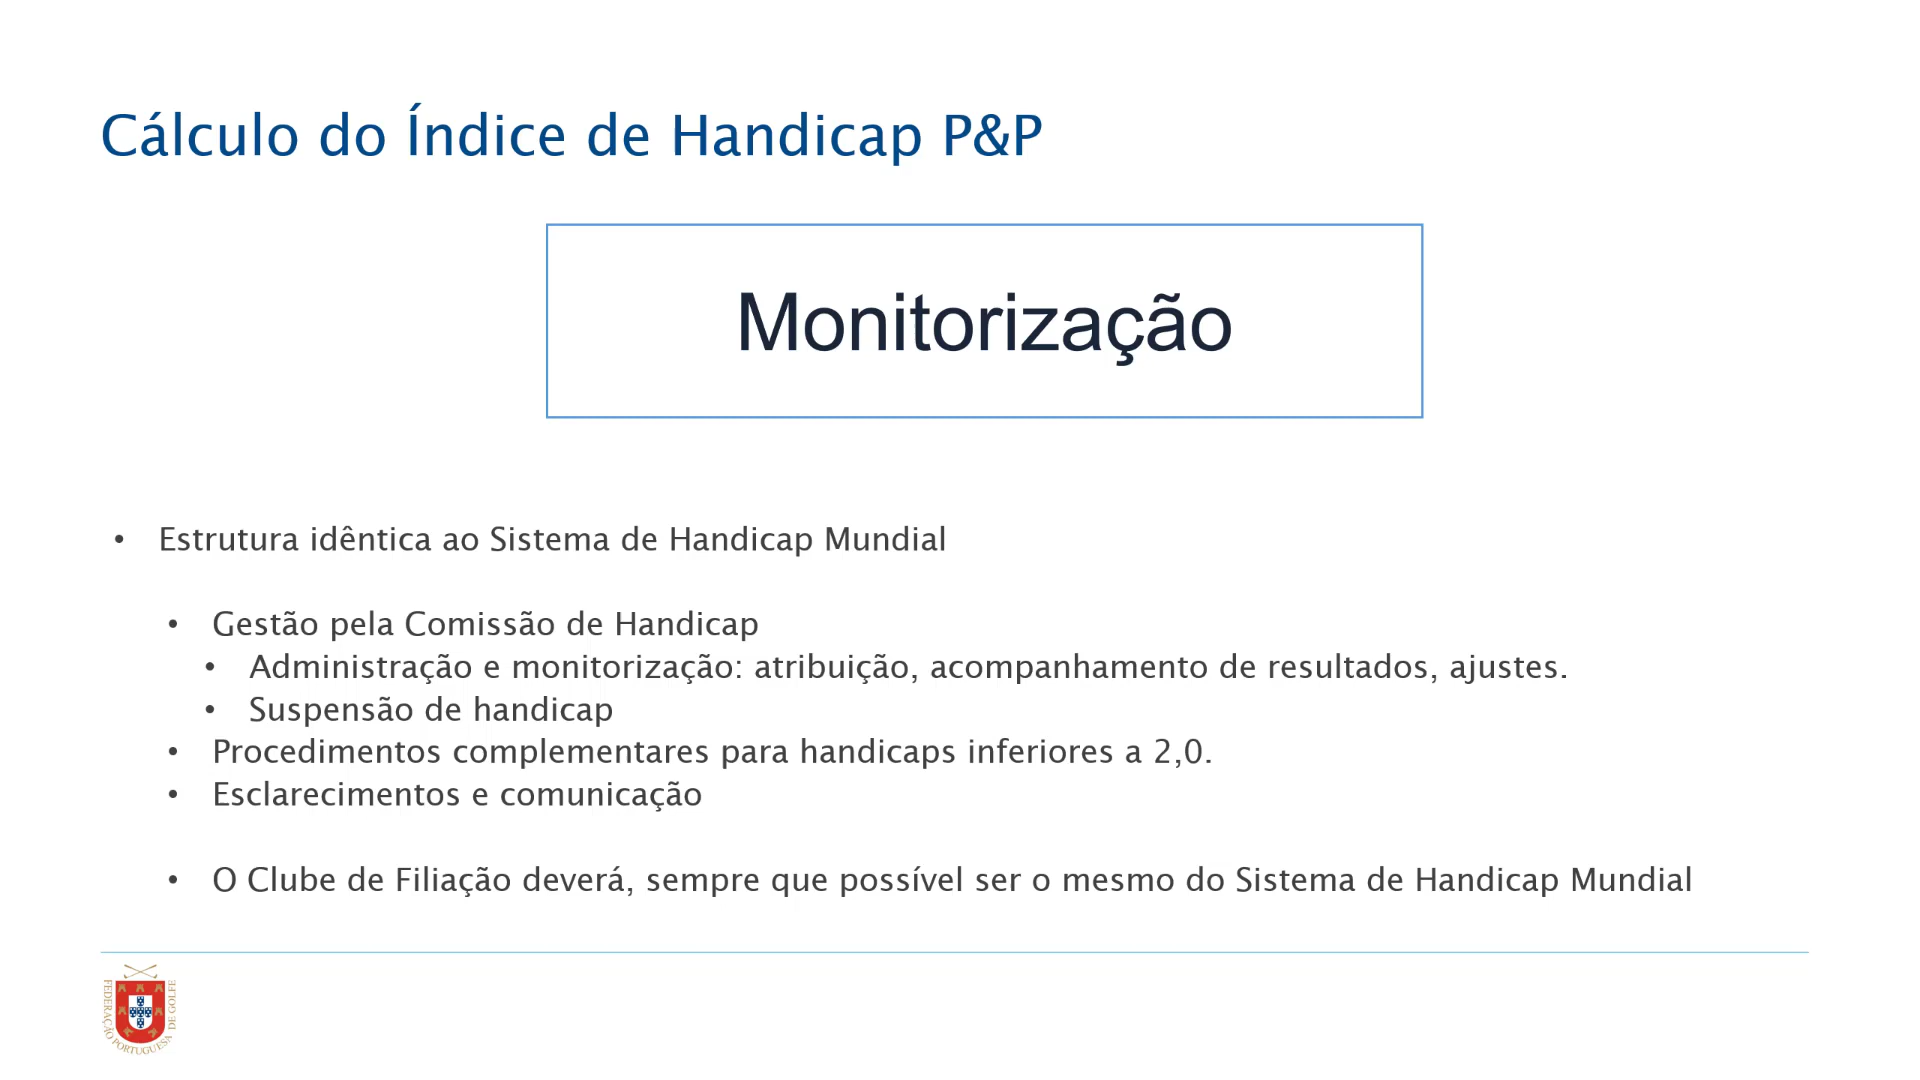 Cálculo do Índice de Handicap P&P
Monitorização
• Estrutura idêntica ao Sistema de Handicap Mundial
• Gestão pela Comissão de Handicap
• Administração e monitorização: atribuição, acompanhamento de resultados, ajustes.
• Suspensão de handicap
• Procedimentos complementares para handicaps inferiores a 2,0.
• Esclarecimentos e comunicação
• O Clube de Filiação deverá, sempre que possível ser o mesmo do Sistema de Handicap Mundial
FEDERAÇÃO PORTUGUESA DE GOLFE